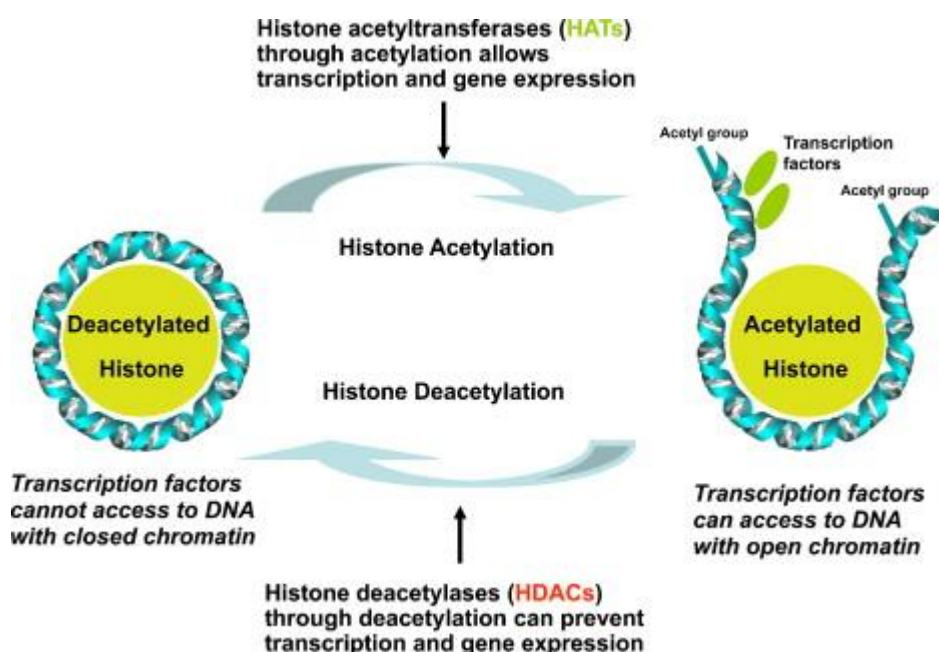 Histone acetyltransferases (HATs)
through acetylation allows
transcription and gene expression
Acetyl group
Transcription
factors
Acetyl group
Histone Acetylation
Deacetylated
Histone
Acetylated
Histone
Histone Deacetylation
Transcription factors
cannot access to DNA
with closed chromatin
Transcription factors
can access to DNA
with open chromatin
Histone deacetylases (HDACs)
through deacetylation can prevent
transcription and gene expression